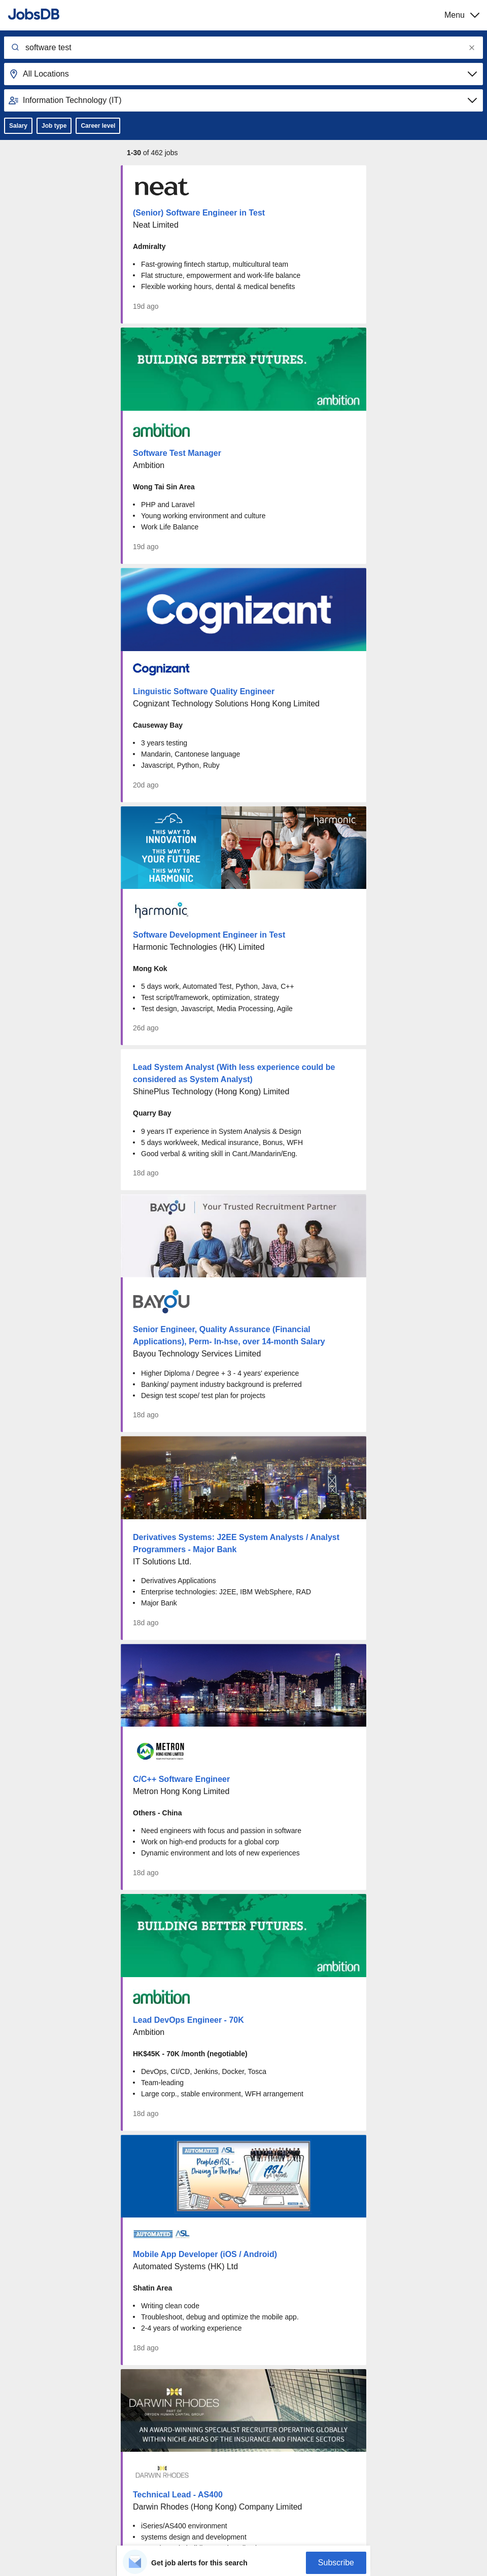 JobsDB
Menu
software test
All Locations
Information Technology (IT)
Salary
Job type
Career level
1-30 of 462 jobs
neat
(Senior) Software Engineer in Test
Neat Limited
Admiralty
• Fast-growing fintech startup, multicultural team
• Flat structure, empowerment and work-life balance
• Flexible working hours, dental & medical benefits
19d ago
BUILDING BETTER FUTURES.
ambition
ambition
Software Test Manager
Ambition
Wong Tai Sin Area
• PHP and Laravel
• Young working environment and culture
• Work Life Balance
19d ago
Cognizant
Cognizant
Linguistic Software Quality Engineer
Cognizant Technology Solutions Hong Kong Limited
Causeway Bay
• 3 years testing
• Mandarin, Cantonese language
• Javascript, Python, Ruby
20d ago
THIS WAY TO
INNOVATION
THIS WAY TO
YOUR FUTURE
THIS WAY TO
HARMONIC
harmonic
harmonic
Software Development Engineer in Test
Harmonic Technologies (HK) Limited
Mong Kok
• 5 days work, Automated Test, Python, Java, C++
• Test script/framework, optimization, strategy
• Test design, Javascript, Media Processing, Agile
26d ago
Lead System Analyst (With less experience could be
considered as System Analyst)
ShinePlus Technology (Hong Kong) Limited
Quarry Bay
• 9 years IT experience in System Analysis & Design
• 5 days work/week, Medical insurance, Bonus, WFH
• Good verbal & writing skill in Cant./Mandarin/Eng.
18d ago
BAYOU
Your Trusted Recruitment Partner
BAYOU
Senior Engineer, Quality Assurance (Financial
Applications), Perm- In-hse, over 14-month Salary
Bayou Technology Services Limited
• Higher Diploma / Degree + 3 - 4 years' experience
• Banking/ payment industry background is preferred
• Design test scope/ test plan for projects
18d ago
Derivatives Systems: J2EE System Analysts / Analyst
Programmers - Major Bank
IT Solutions Ltd.
• Derivatives Applications
• Enterprise technologies: J2EE, IBM WebSphere, RAD
• Major Bank
18d ago
METRON
HONG KONG LIMITED
C/C++ Software Engineer
Metron Hong Kong Limited
Others - China
• Need engineers with focus and passion in software
• Work on high-end products for a global corp
• Dynamic environment and lots of new experiences
18d ago
BUILDING BETTER FUTURES.
ambition
ambition
Lead DevOps Engineer - 70K
Ambition
HK$45K - 70K /month (negotiable)
• DevOps, CI/CD, Jenkins, Docker, Tosca
• Team-leading
• Large corp., stable environment, WFH arrangement
18d ago
AUTOMATED ASL
People@ASL -
Driving To The New!
ASL
AUTOMATED ASL
Mobile App Developer (iOS / Android)
Automated Systems (HK) Ltd
Shatin Area
• Writing clean code
• Troubleshoot, debug and optimize the mobile app.
• 2-4 years of working experience
18d ago
DARWIN RHODES
AN AWARD-WINNING SPECIALIST RECRUITER OPERATING GLOBALLY
WITHIN NICHE AREAS OF THE INSURANCE AND FINANCE SECTORS
DARWIN RHODES
Technical Lead - AS400
Darwin Rhodes (Hong Kong) Company Limited
• iSeries/AS400 environment
• systems design and development
Get job alerts for this search
Subscribe